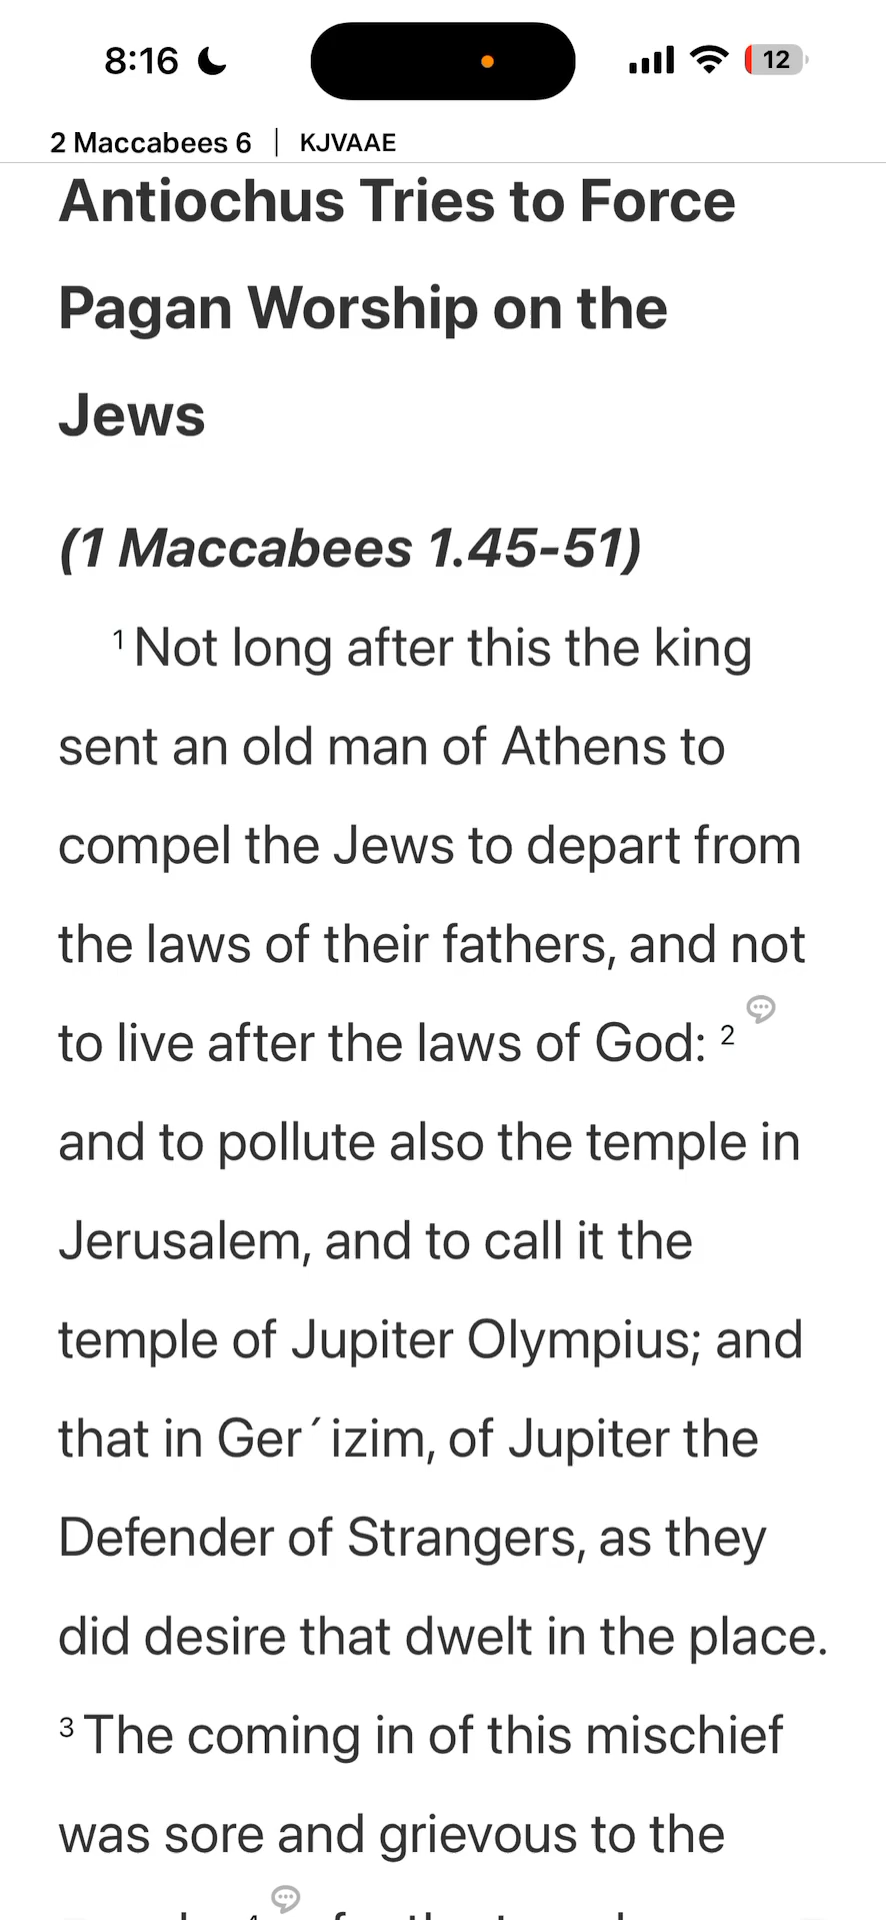 8:16
12
2 Maccabees 6 | KJVAAE
Antiochus Tries to Force
Pagan Worship on the
Jews
(1 Maccabees 1.45-51)
1 Not long after this the king
sent an old man of Athens to
compel the Jews to depart from
the laws of their fathers, and not
to live after the laws of God: 2
and to pollute also the temple in
Jerusalem, and to call it the
temple of Jupiter Olympius; and
that in Ger´izim, of Jupiter the
Defender of Strangers, as they
did desire that dwelt in the place.
3 The coming in of this mischief
was sore and grievous to the